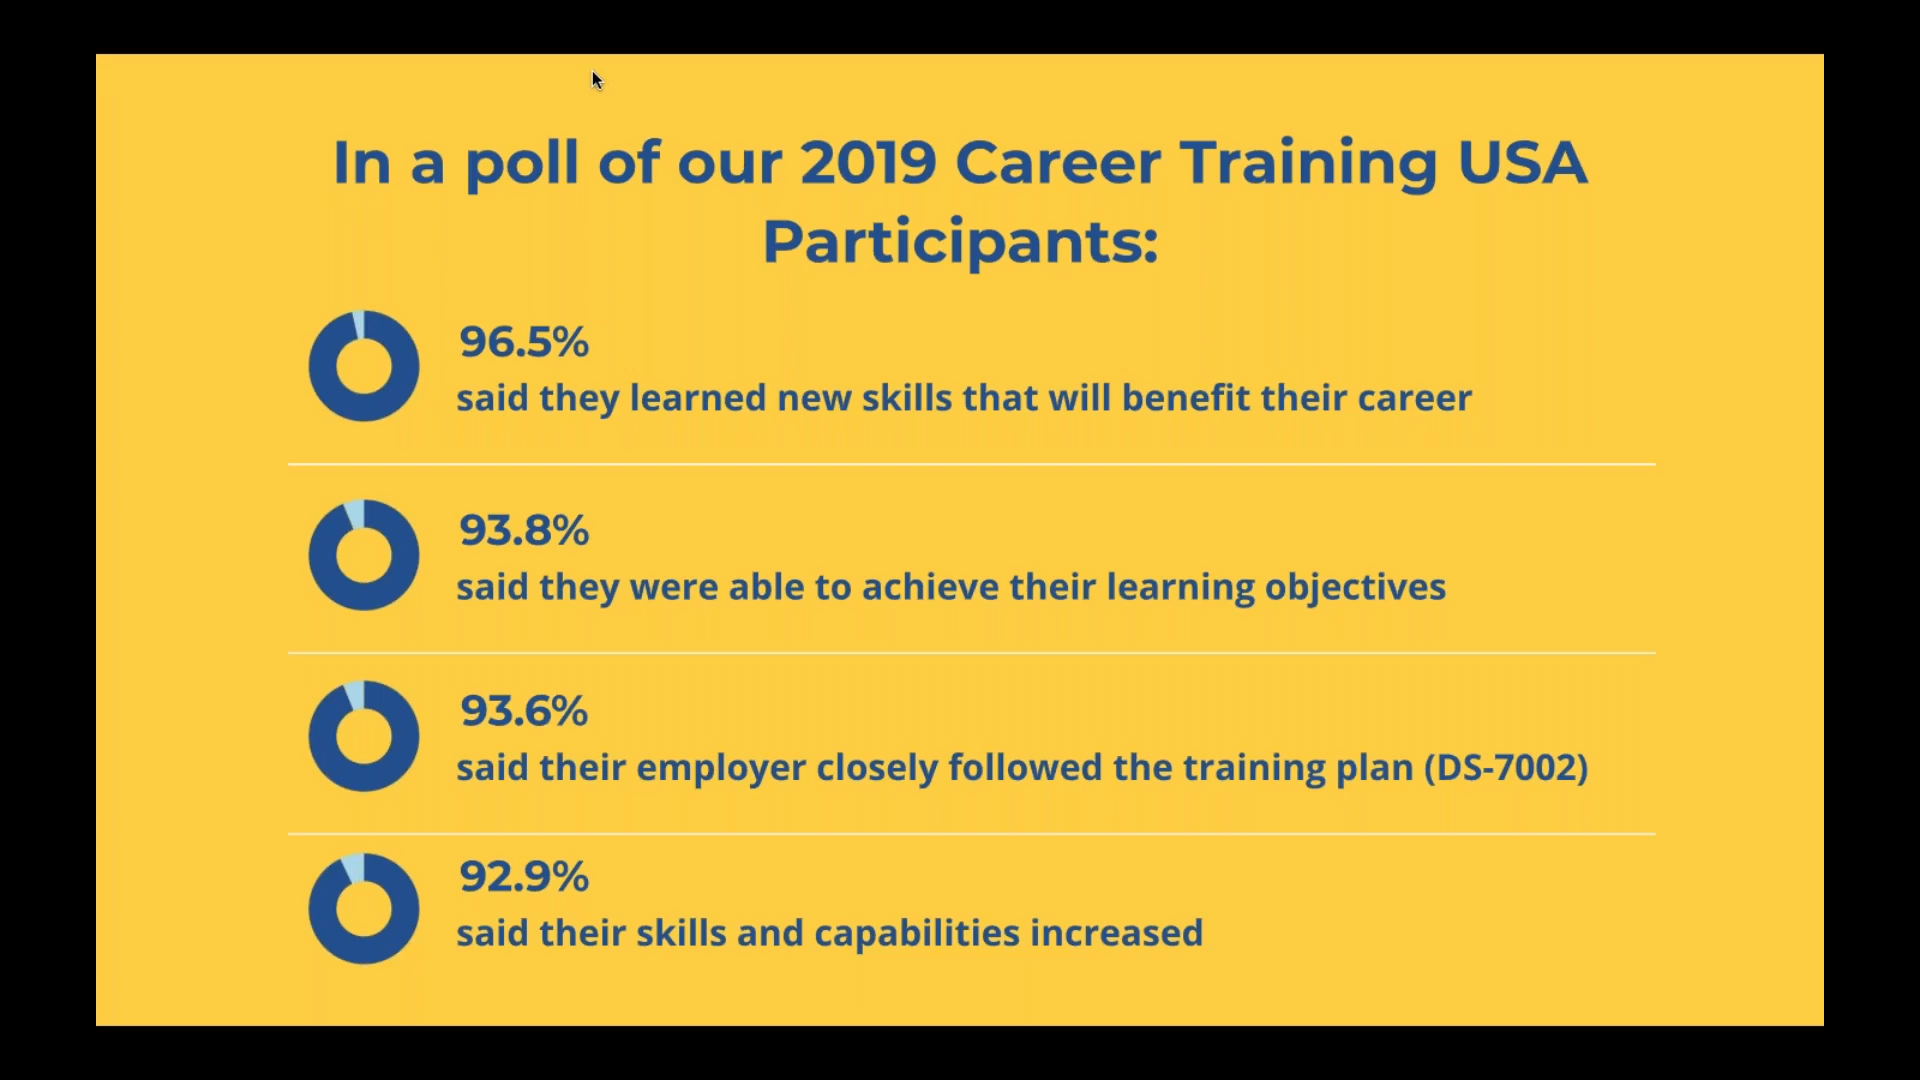 In a poll of our 2019 Career Training USA
Participants:
96.5%
said they learned new skills that will benefit their career
93.8%
said they were able to achieve their learning objectives
93.6%
said their employer closely followed the training plan (DS-7002)
92.9%
said their skills and capabilities increased